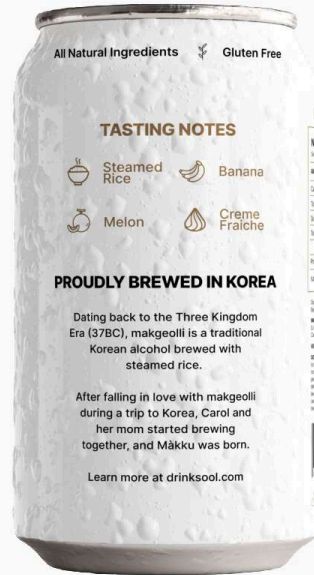 All Natural Ingredients Gluten Free
TASTING NOTES
Steamed
Rice
Banana
Melon
Creme
Fraiche
PROUDLY BREWED IN KOREA
Dating back to the Three Kingdom
Era (37BC), makgeolli is a traditional
Korean alcohol brewed with
steamed rice.
After falling in love with makgeolli
during a trip to Korea, Carol and
her mom started brewing
together, and Màkku was born.
Learn more at drinksool.com